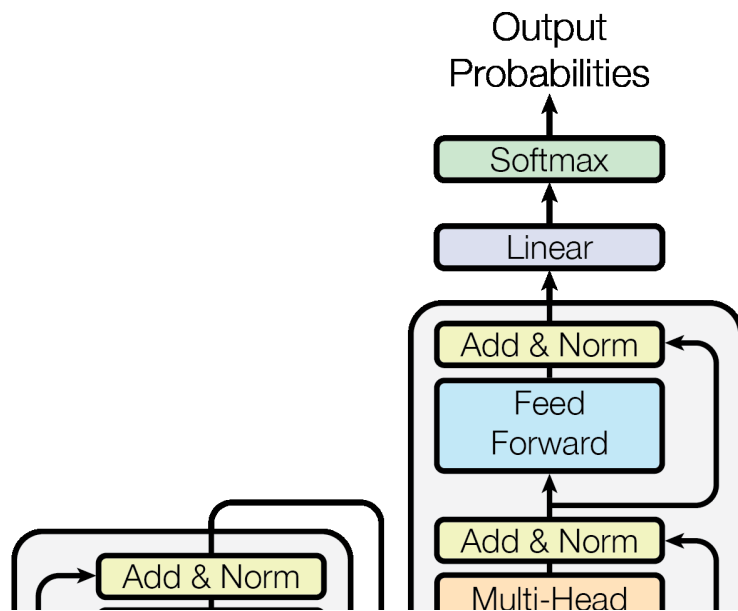 Output
Probabilities
Softmax
Linear
Add & Norm
Feed
Forward
Add & Norm
Multi-Head
Add & Norm